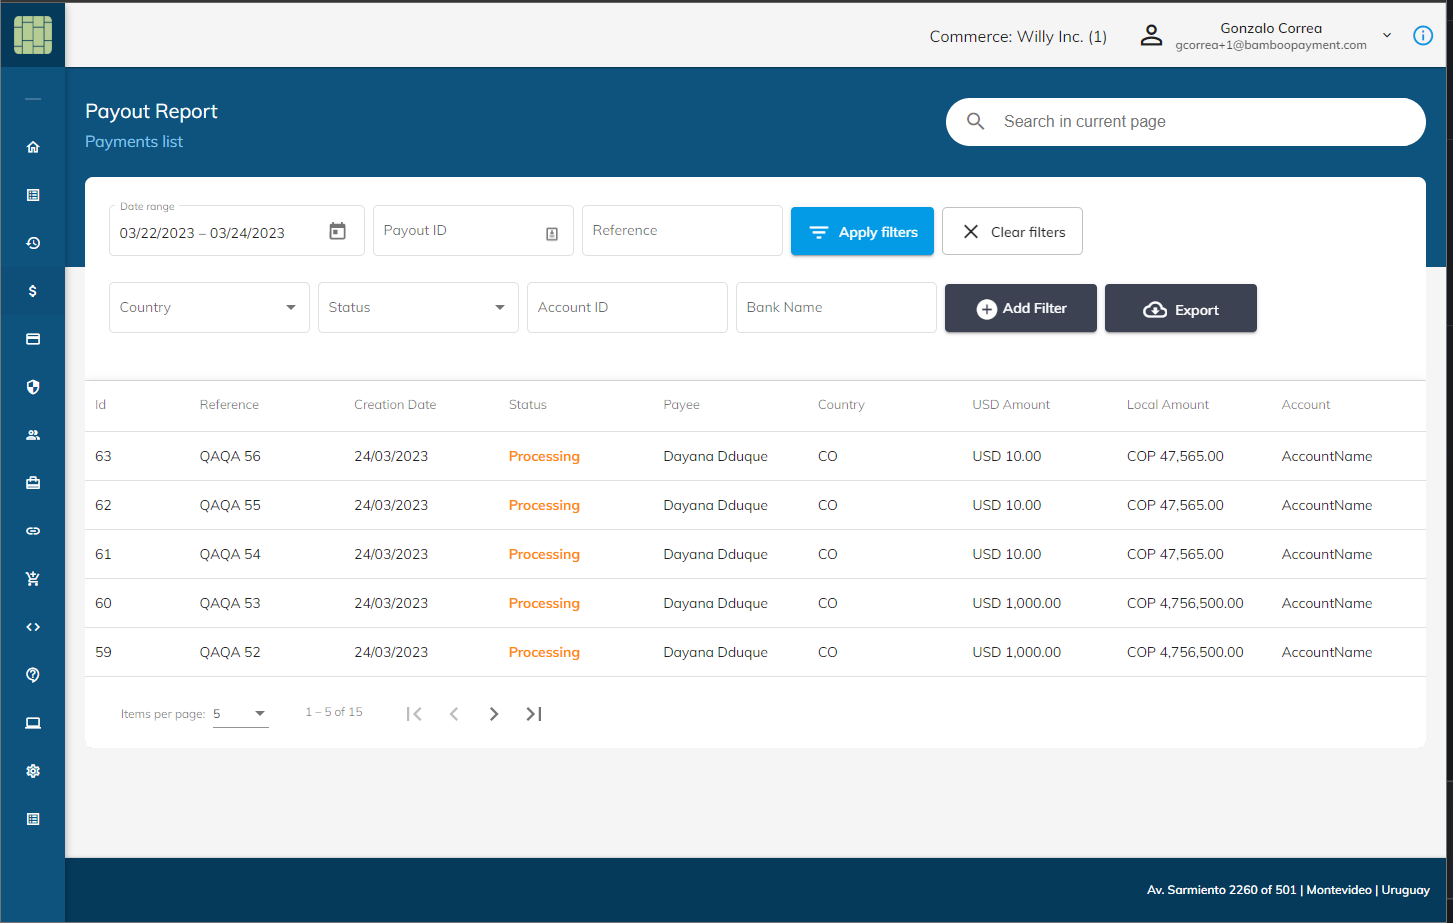 Commerce: Willy Inc. (1)
Gonzalo Correa
gcorrea+1@bamboopayment.com
Payout Report
Payments list
Search in current page
Date range
03/22/2023 – 03/24/2023
Payout ID
Reference
Apply filters
Clear filters
Country
Status
Account ID
Bank Name
Add Filter
Export
Id Reference Creation Date Status Payee Country USD Amount Local Amount Account
63 QAQA 56 24/03/2023 Processing Dayana Dduque CO USD 10.00 COP 47,565.00 AccountName
62 QAQA 55 24/03/2023 Processing Dayana Dduque CO USD 10.00 COP 47,565.00 AccountName
61 QAQA 54 24/03/2023 Processing Dayana Dduque CO USD 10.00 COP 47,565.00 AccountName
60 QAQA 53 24/03/2023 Processing Dayana Dduque CO USD 1,000.00 COP 4,756,500.00 AccountName
59 QAQA 52 24/03/2023 Processing Dayana Dduque CO USD 1,000.00 COP 4,756,500.00 AccountName
Items per page: 5 1 – 5 of 15
Av. Sarmiento 2260 of 501 | Montevideo | Uruguay